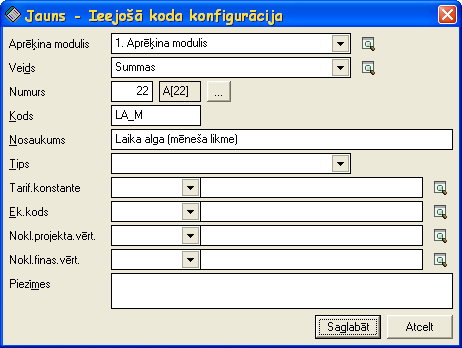 Jauns - Ieejošā koda konfigurācija
Aprēķina modulis 1. Aprēķina modulis
Veids Summas
Numurs 22 A[22] ...
Kods LA_M
Nosaukums Laika alga (mēneša likme)
Tips
Tarif.konstante
Ek.kods
Nokl.projekta.vērt.
Nokl.finas.vērt.
Piezīmes
Saglabāt Atcelt